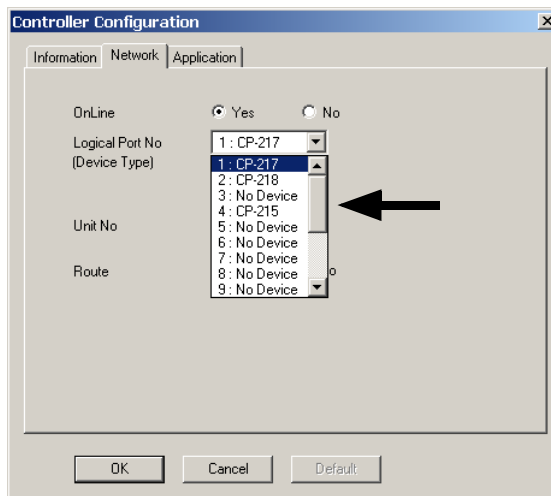 Controller Configuration
Information Network Application
OnLine Yes No
Logical Port No 1 : CP-217
(Device Type)
1 : CP-217
2 : CP-218
3 : No Device
4 : CP-215
Unit No 5 : No Device
6 : No Device
7 : No Device
Route 8 : No Device o
9 : No Device
OK Cancel Default